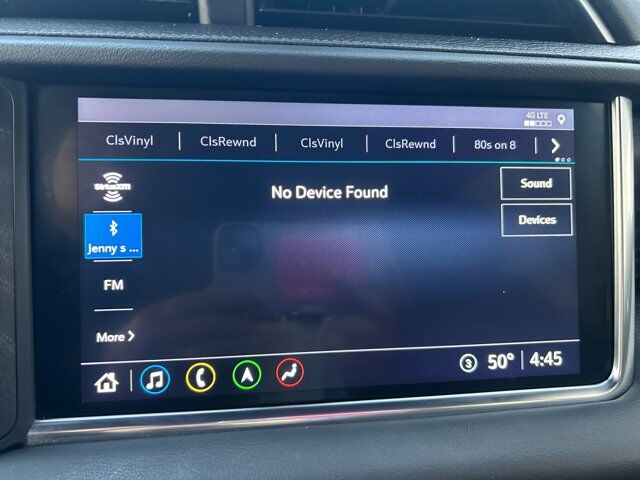 4G LTE
ClsVinyl ClsRewnd ClsVinyl ClsRewnd 80s on 8
SiriusXM
No Device Found
Sound
Jenny s ...
Devices
FM
More
3 50° 4:45